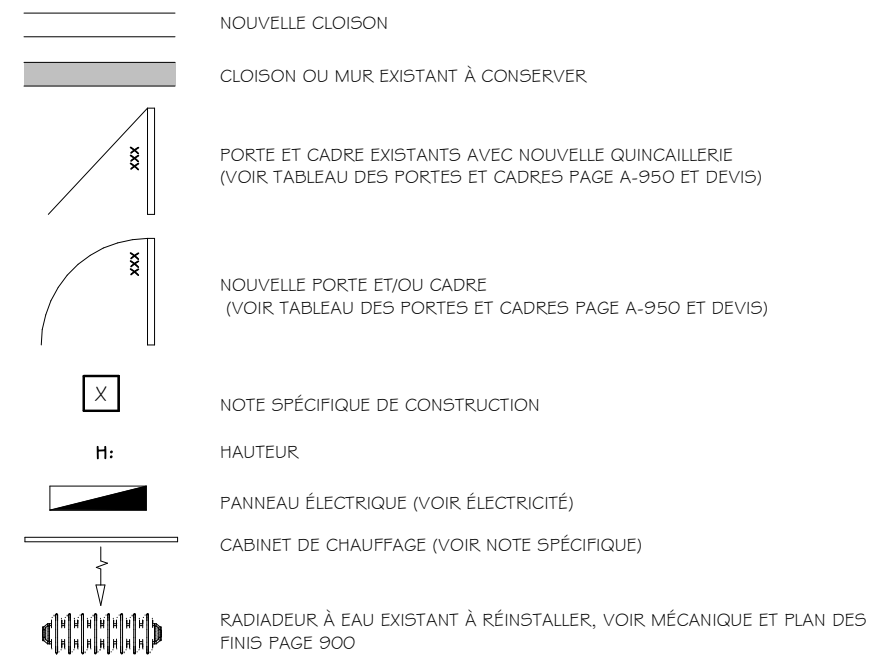 NOUVELLE CLOISON
CLOISON OU MUR EXISTANT À CONSERVER
XXX
PORTE ET CADRE EXISTANTS AVEC NOUVELLE QUINCAILLERIE
(VOIR TABLEAU DES PORTES ET CADRES PAGE A-950 ET DEVIS)
XXX
NOUVELLE PORTE ET/OU CADRE
(VOIR TABLEAU DES PORTES ET CADRES PAGE A-950 ET DEVIS)
X
NOTE SPÉCIFIQUE DE CONSTRUCTION
H:
HAUTEUR
PANNEAU ÉLECTRIQUE (VOIR ÉLECTRICITÉ)
CABINET DE CHAUFFAGE (VOIR NOTE SPÉCIFIQUE)
RADIADEUR À EAU EXISTANT À RÉINSTALLER, VOIR MÉCANIQUE ET PLAN DES
FINIS PAGE 900